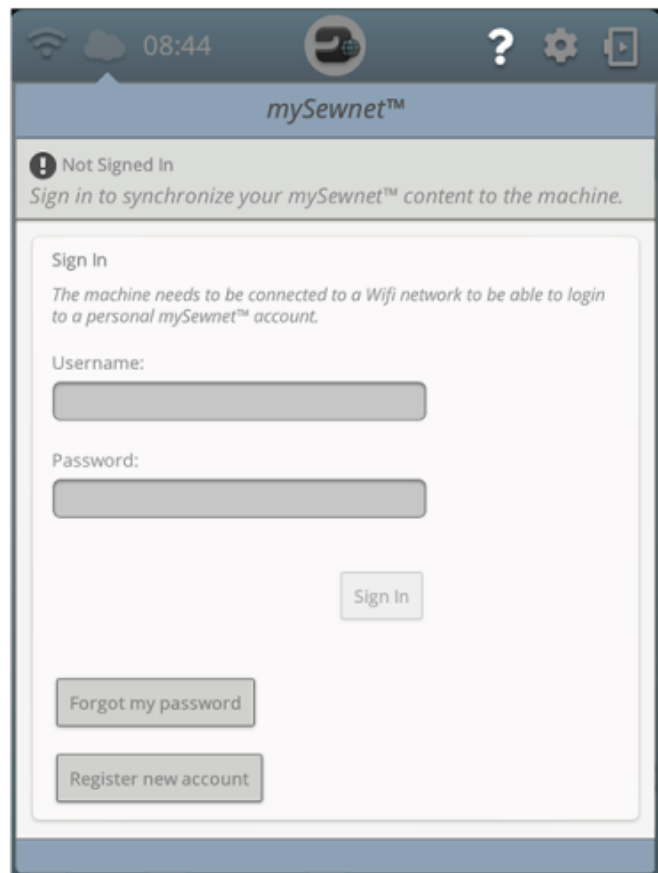 08:44
?
mySewnet™
Not Signed In
Sign in to synchronize your mySewnet™ content to the machine.
Sign In
The machine needs to be connected to a Wifi network to be able to login
to a personal mySewnet™ account.
Username:
Password:
Sign In
Forgot my password
Register new account